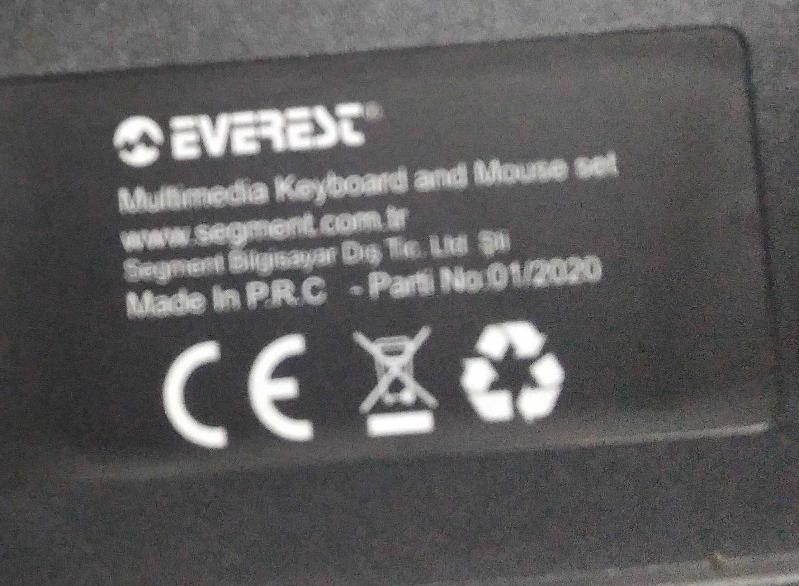 EVEREST®
Multimedia Keyboard and Mouse set
www.segment.com.tr
Segment Bilgisayar Dış Tic. Ltd. Şti
Made In P.R.C - Parti No:01/2020
CE